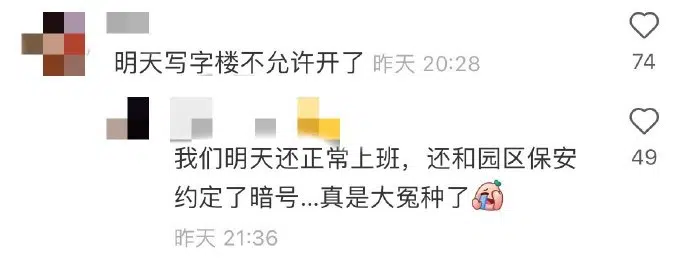 明天写字楼不允许开了 昨天 20:28
74
我们明天还正常上班，还和园区保安
49
约定了暗号...真是大冤种了
昨天 21:36